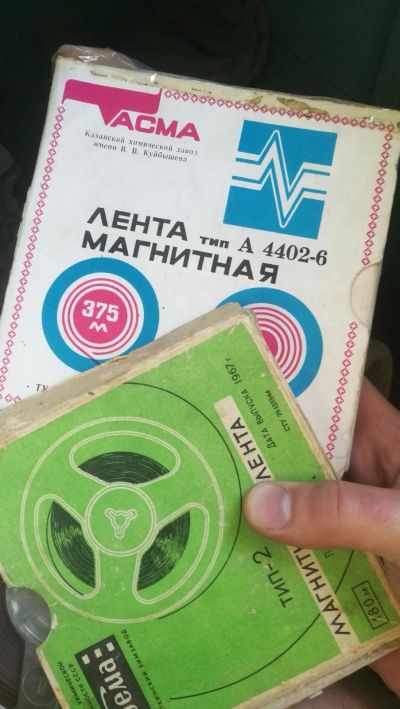 ТАСМА
Казанский химический завод
имени В. В. Куйбышева
ЛЕНТА тип А 4402-6
МАГНИТНАЯ
375
М
- ТУ
ДАТА ВЫПУСКА 1967 г.
ЛЕНТА
ТИП-2
МАГНИТ
180 м